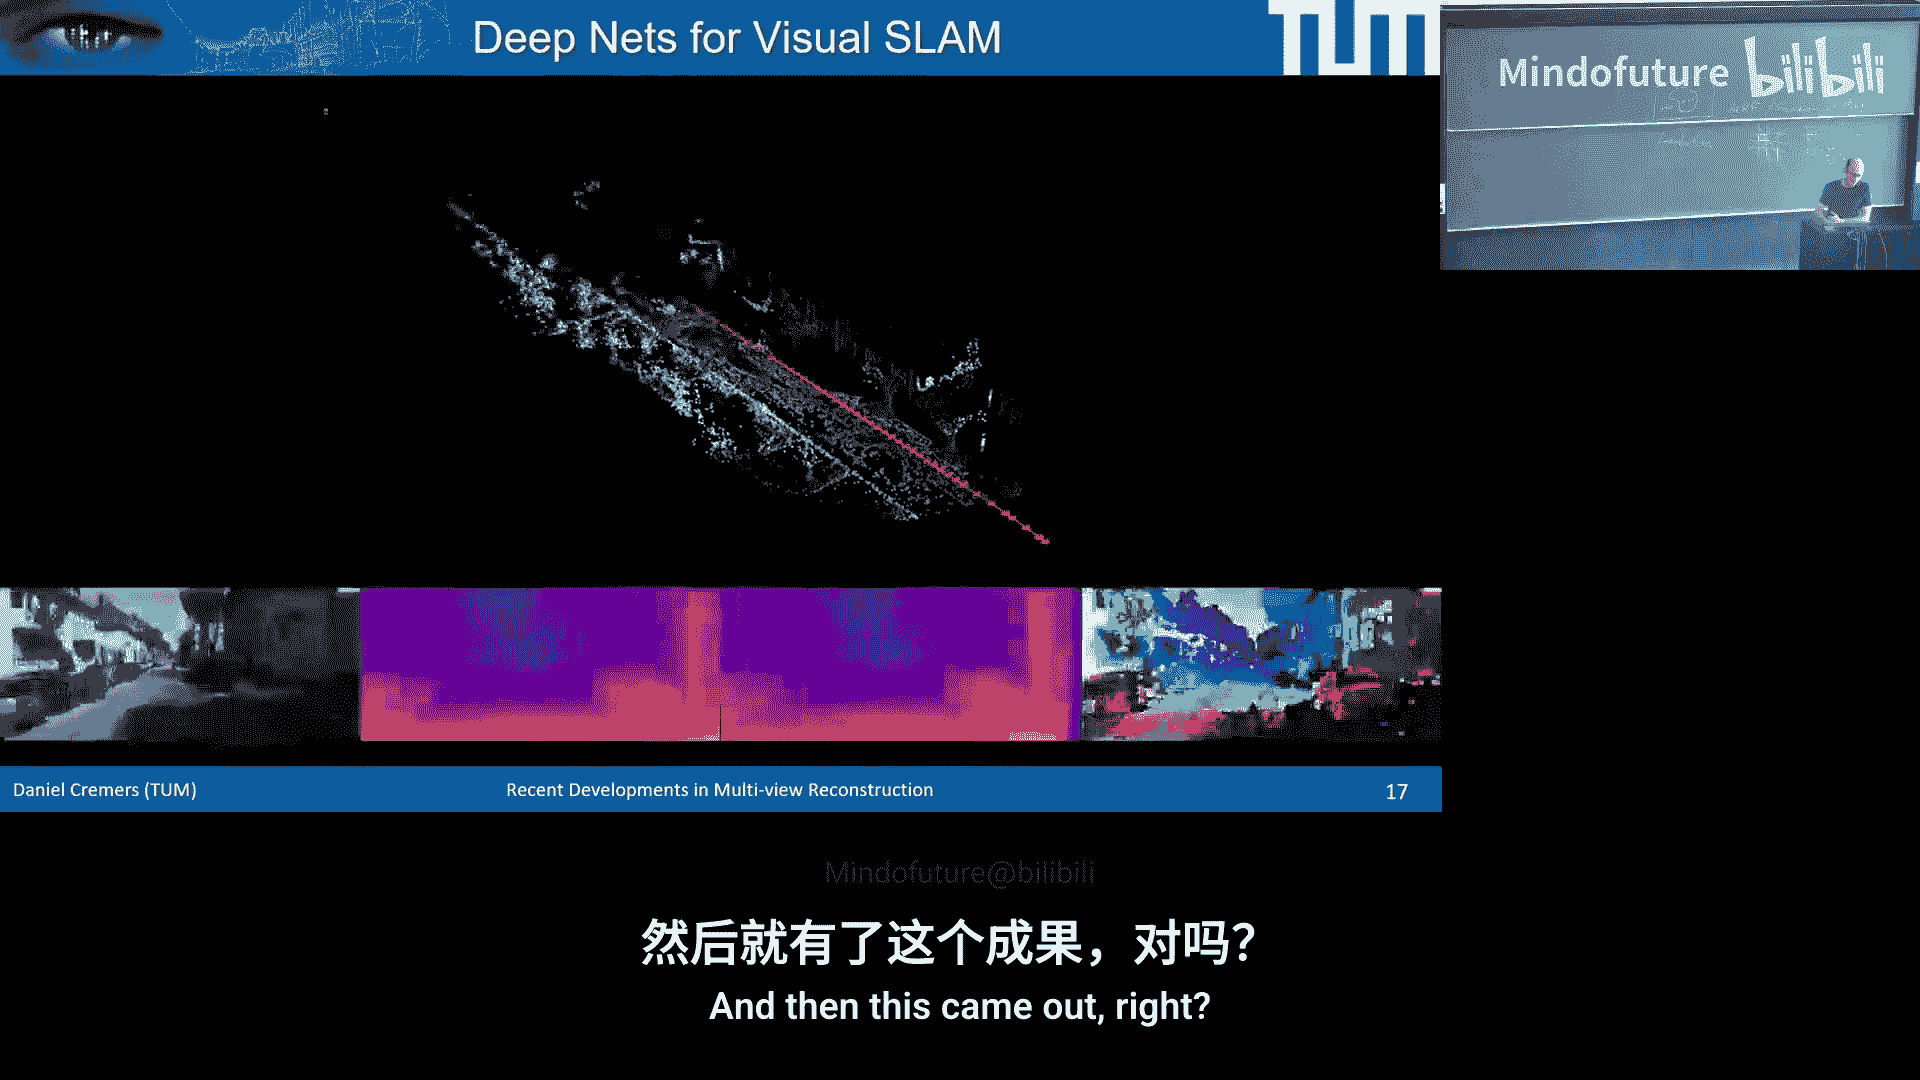 Deep Nets for Visual SLAM
TUM
Mindofuture bilibili
Daniel Cremers (TUM)
Recent Developments in Multi-view Reconstruction
17
Mindofuture@bilibili
然后就有了这个成果，对吗？
And then this came out, right?